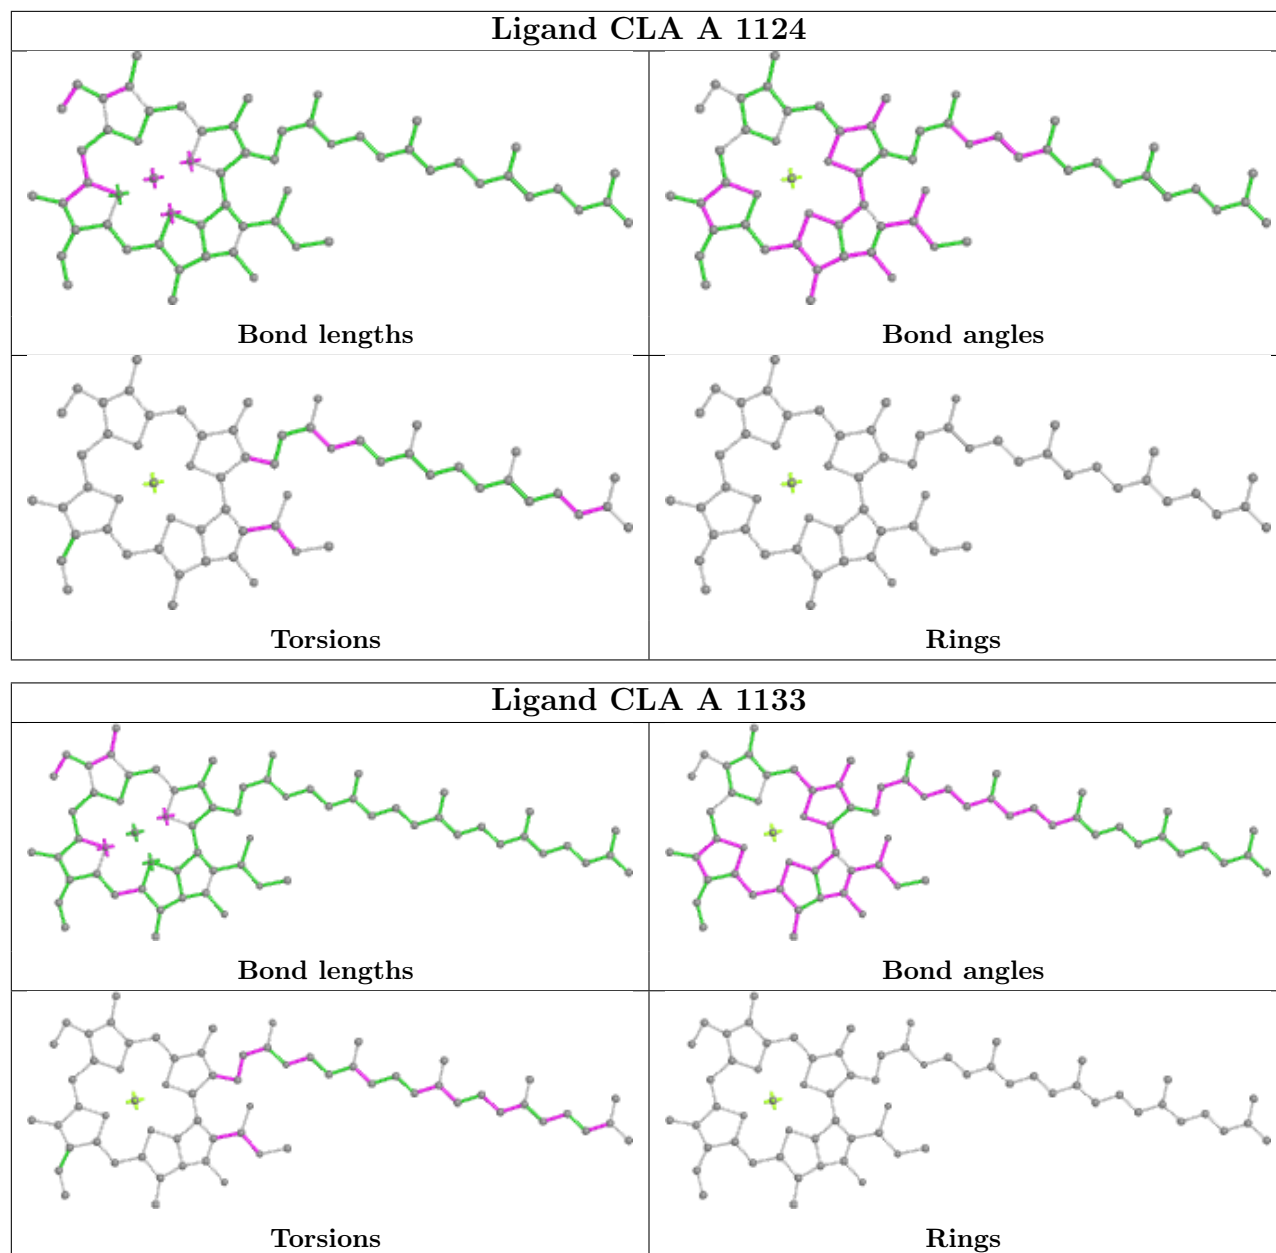 Ligand CLA A 1124
Bond lengths
Bond angles
Torsions
Rings
Ligand CLA A 1133
Bond lengths
Bond angles
Torsions
Rings